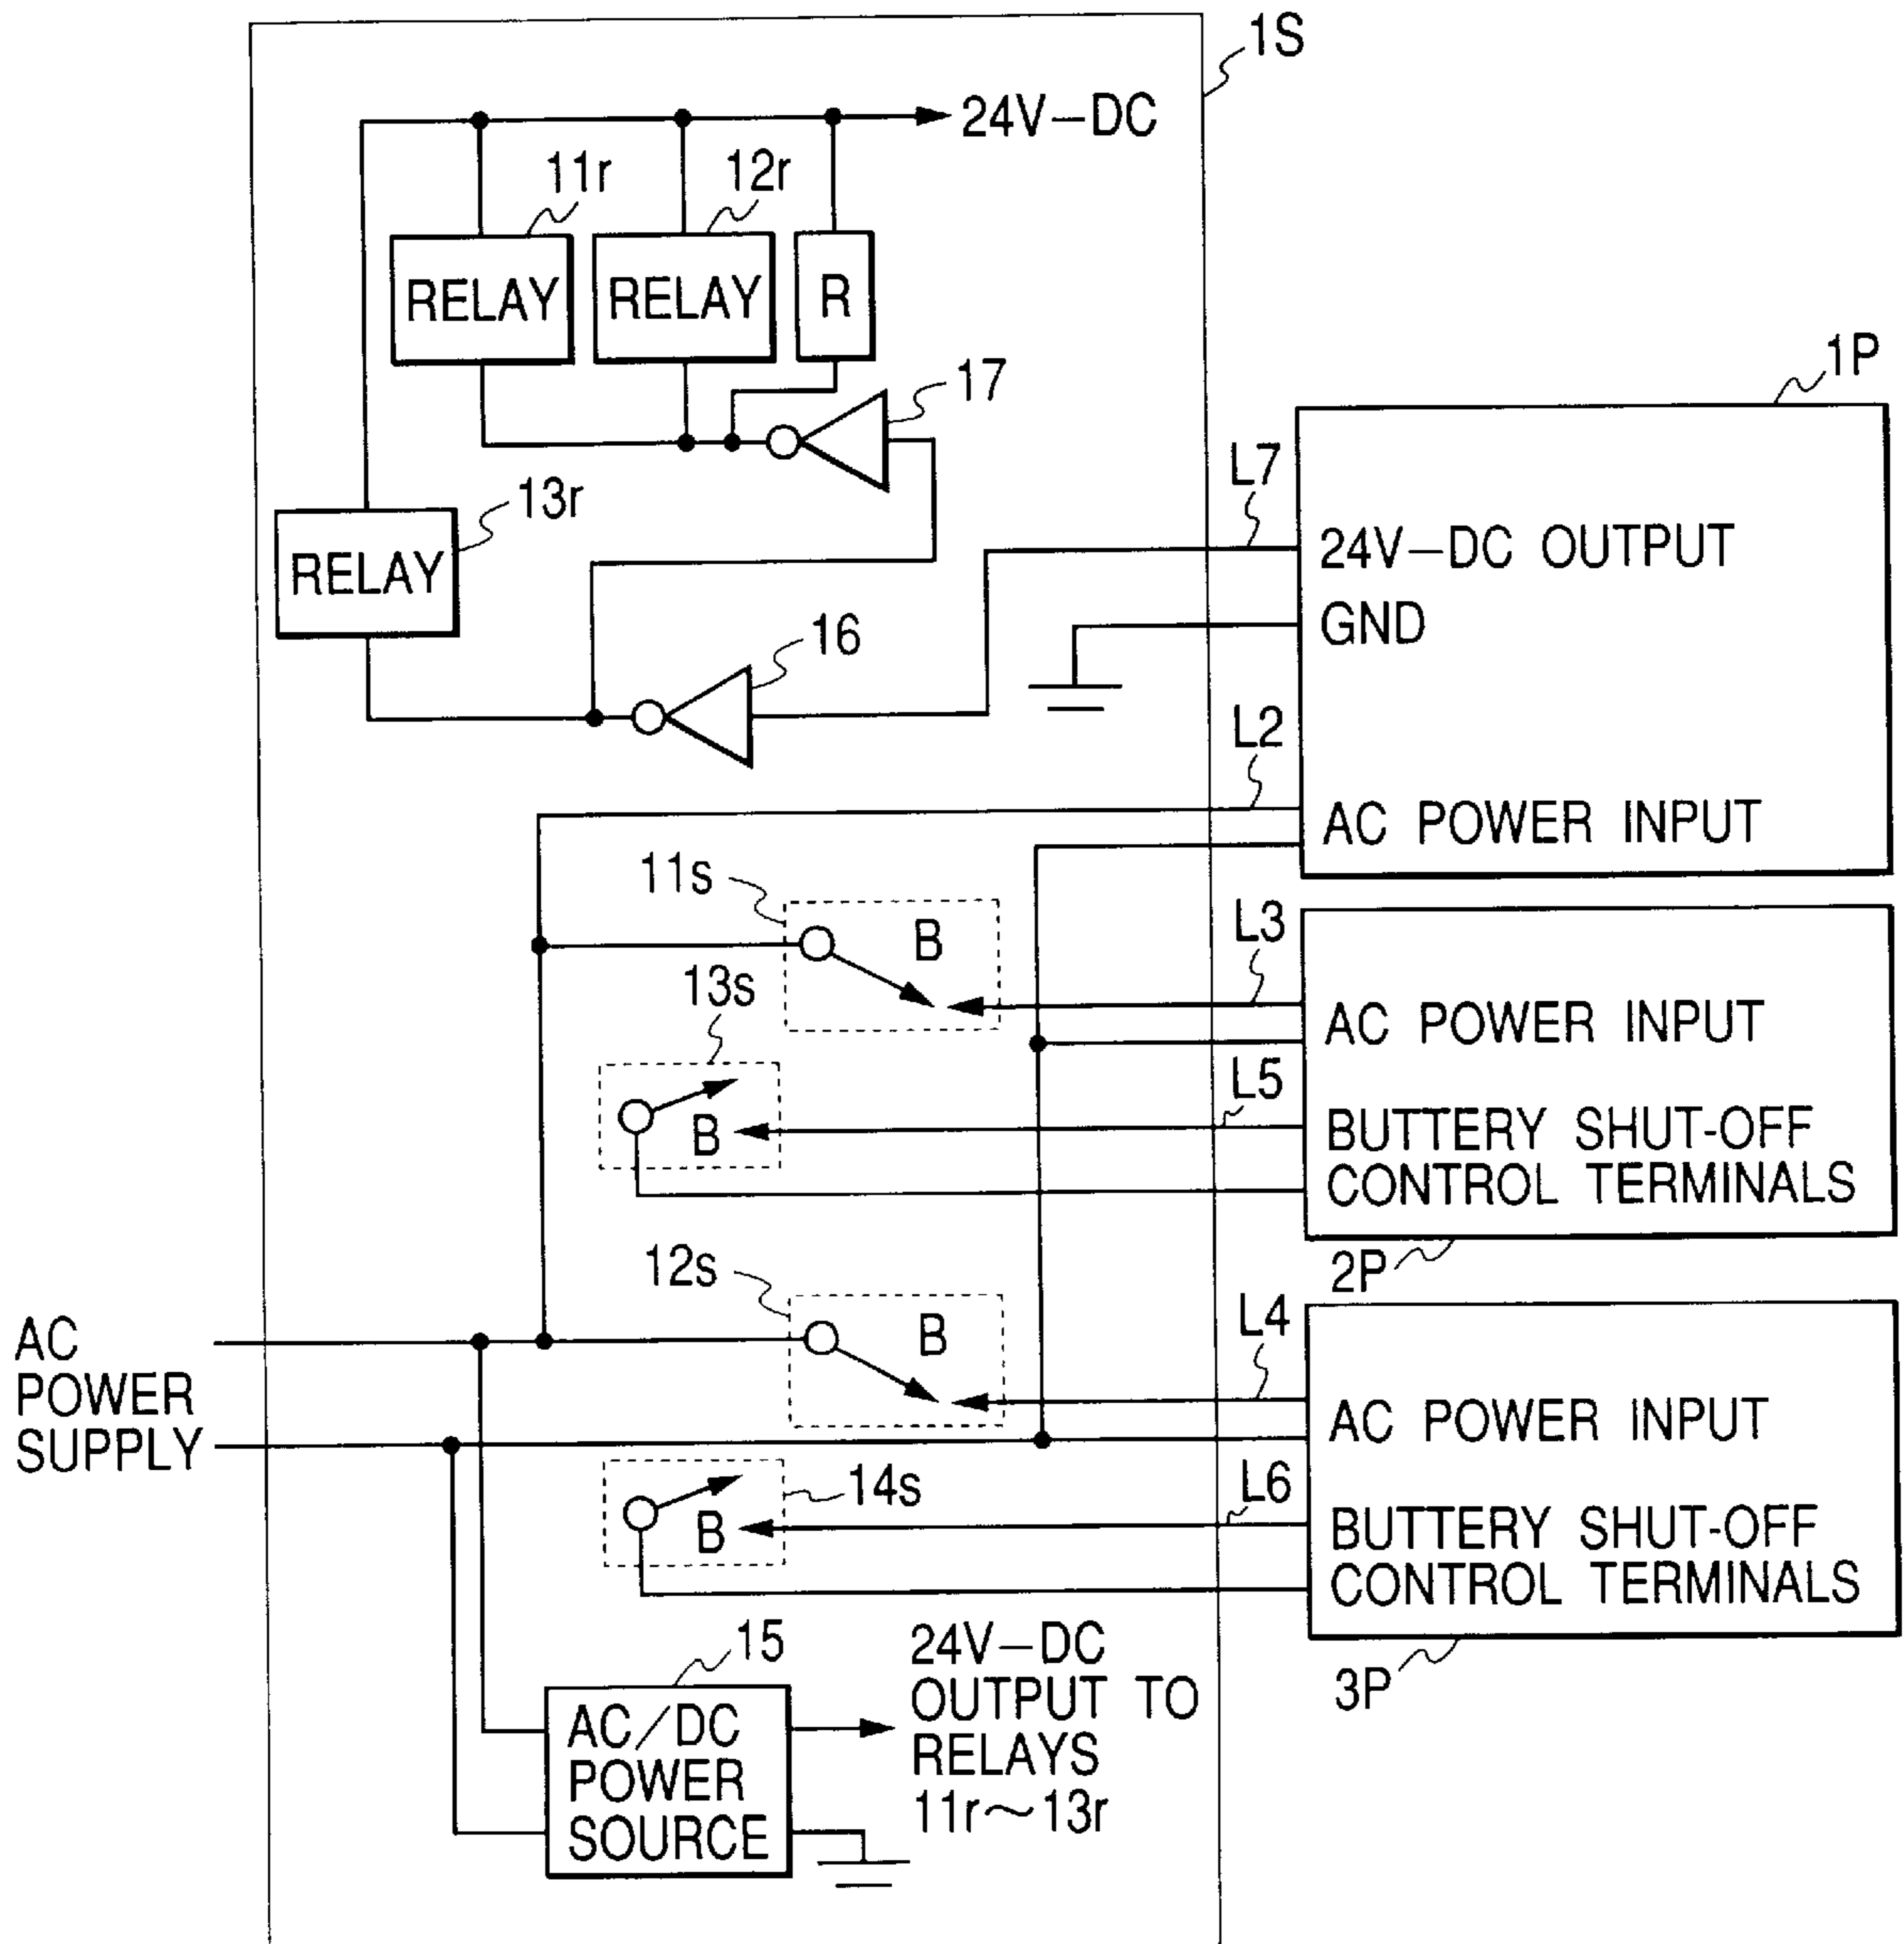 1S
24V-DC
11r
12r
RELAY
RELAY
R
17
1P
L7
13r
24V-DC OUTPUT
RELAY
GND
16
L2
AC POWER INPUT
11s
B
L3
13s
AC POWER INPUT
L5
B
BUTTERY SHUT-OFF
CONTROL TERMINALS
12s
2P
AC
POWER
SUPPLY
B
L4
AC POWER INPUT
14s
L6
B
BUTTERY SHUT-OFF
CONTROL TERMINALS
15
24V-DC
OUTPUT TO
RELAYS
11r~13r
3P
AC/DC
POWER
SOURCE